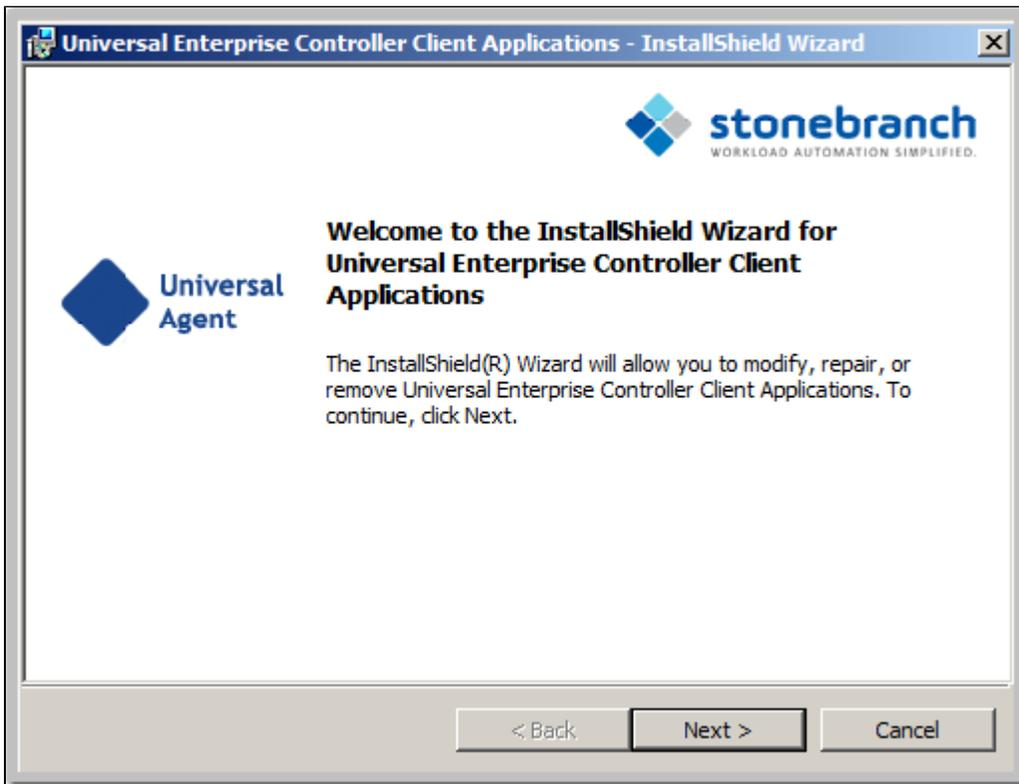 Universal Enterprise Controller Client Applications - InstallShield Wizard
stonebranch
WORKLOAD AUTOMATION SIMPLIFIED.
Universal
Agent
Welcome to the InstallShield Wizard for
Universal Enterprise Controller Client
Applications
The InstallShield(R) Wizard will allow you to modify, repair, or
remove Universal Enterprise Controller Client Applications. To
continue, click Next.
< Back
Next >
Cancel